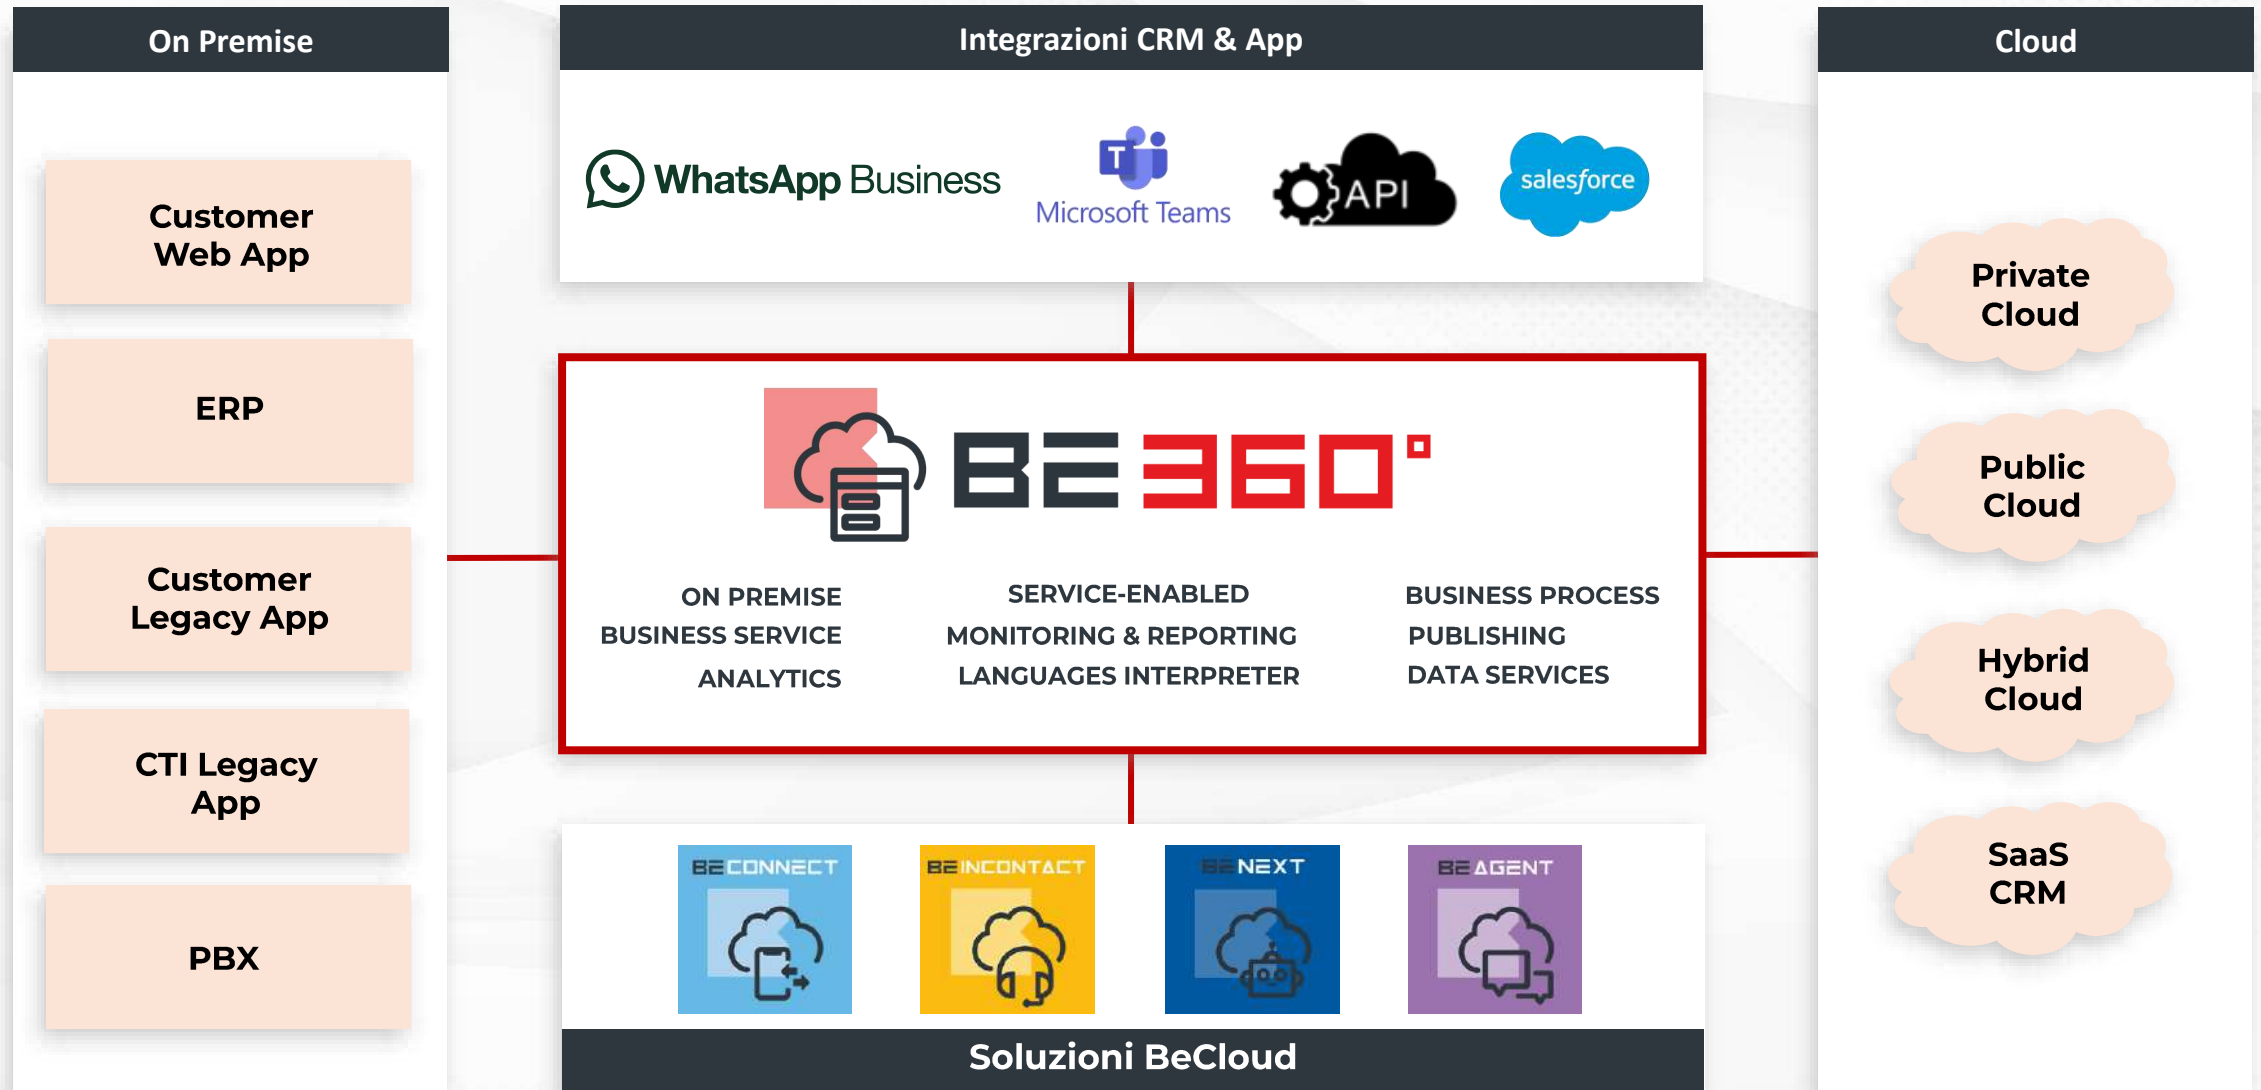 On Premise
Customer
Web App
ERP
Customer
Legacy App
CTI Legacy
App
PBX
Integrazioni CRM & App
WhatsApp Business
Microsoft Teams
API
salesforce
BE360°
ON PREMISE
BUSINESS SERVICE
ANALYTICS
SERVICE-ENABLED
MONITORING & REPORTING
LANGUAGES INTERPRETER
BUSINESS PROCESS
PUBLISHING
DATA SERVICES
BECONNECT
BEINCONTACT
BENEXT
BEAGENT
Soluzioni BeCloud
Cloud
Private
Cloud
Public
Cloud
Hybrid
Cloud
SaaS
CRM